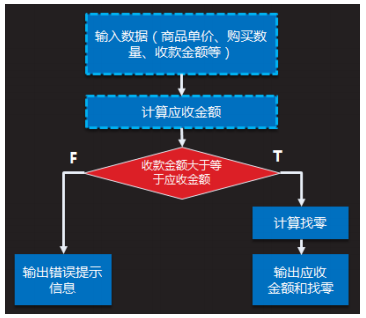 输入数据（商品单价、购买数
量、收款金额等）
计算应收金额
F
T
收款金额大于等
于应收金额
计算找零
输出错误提示
信息
输出应收
金额和找零